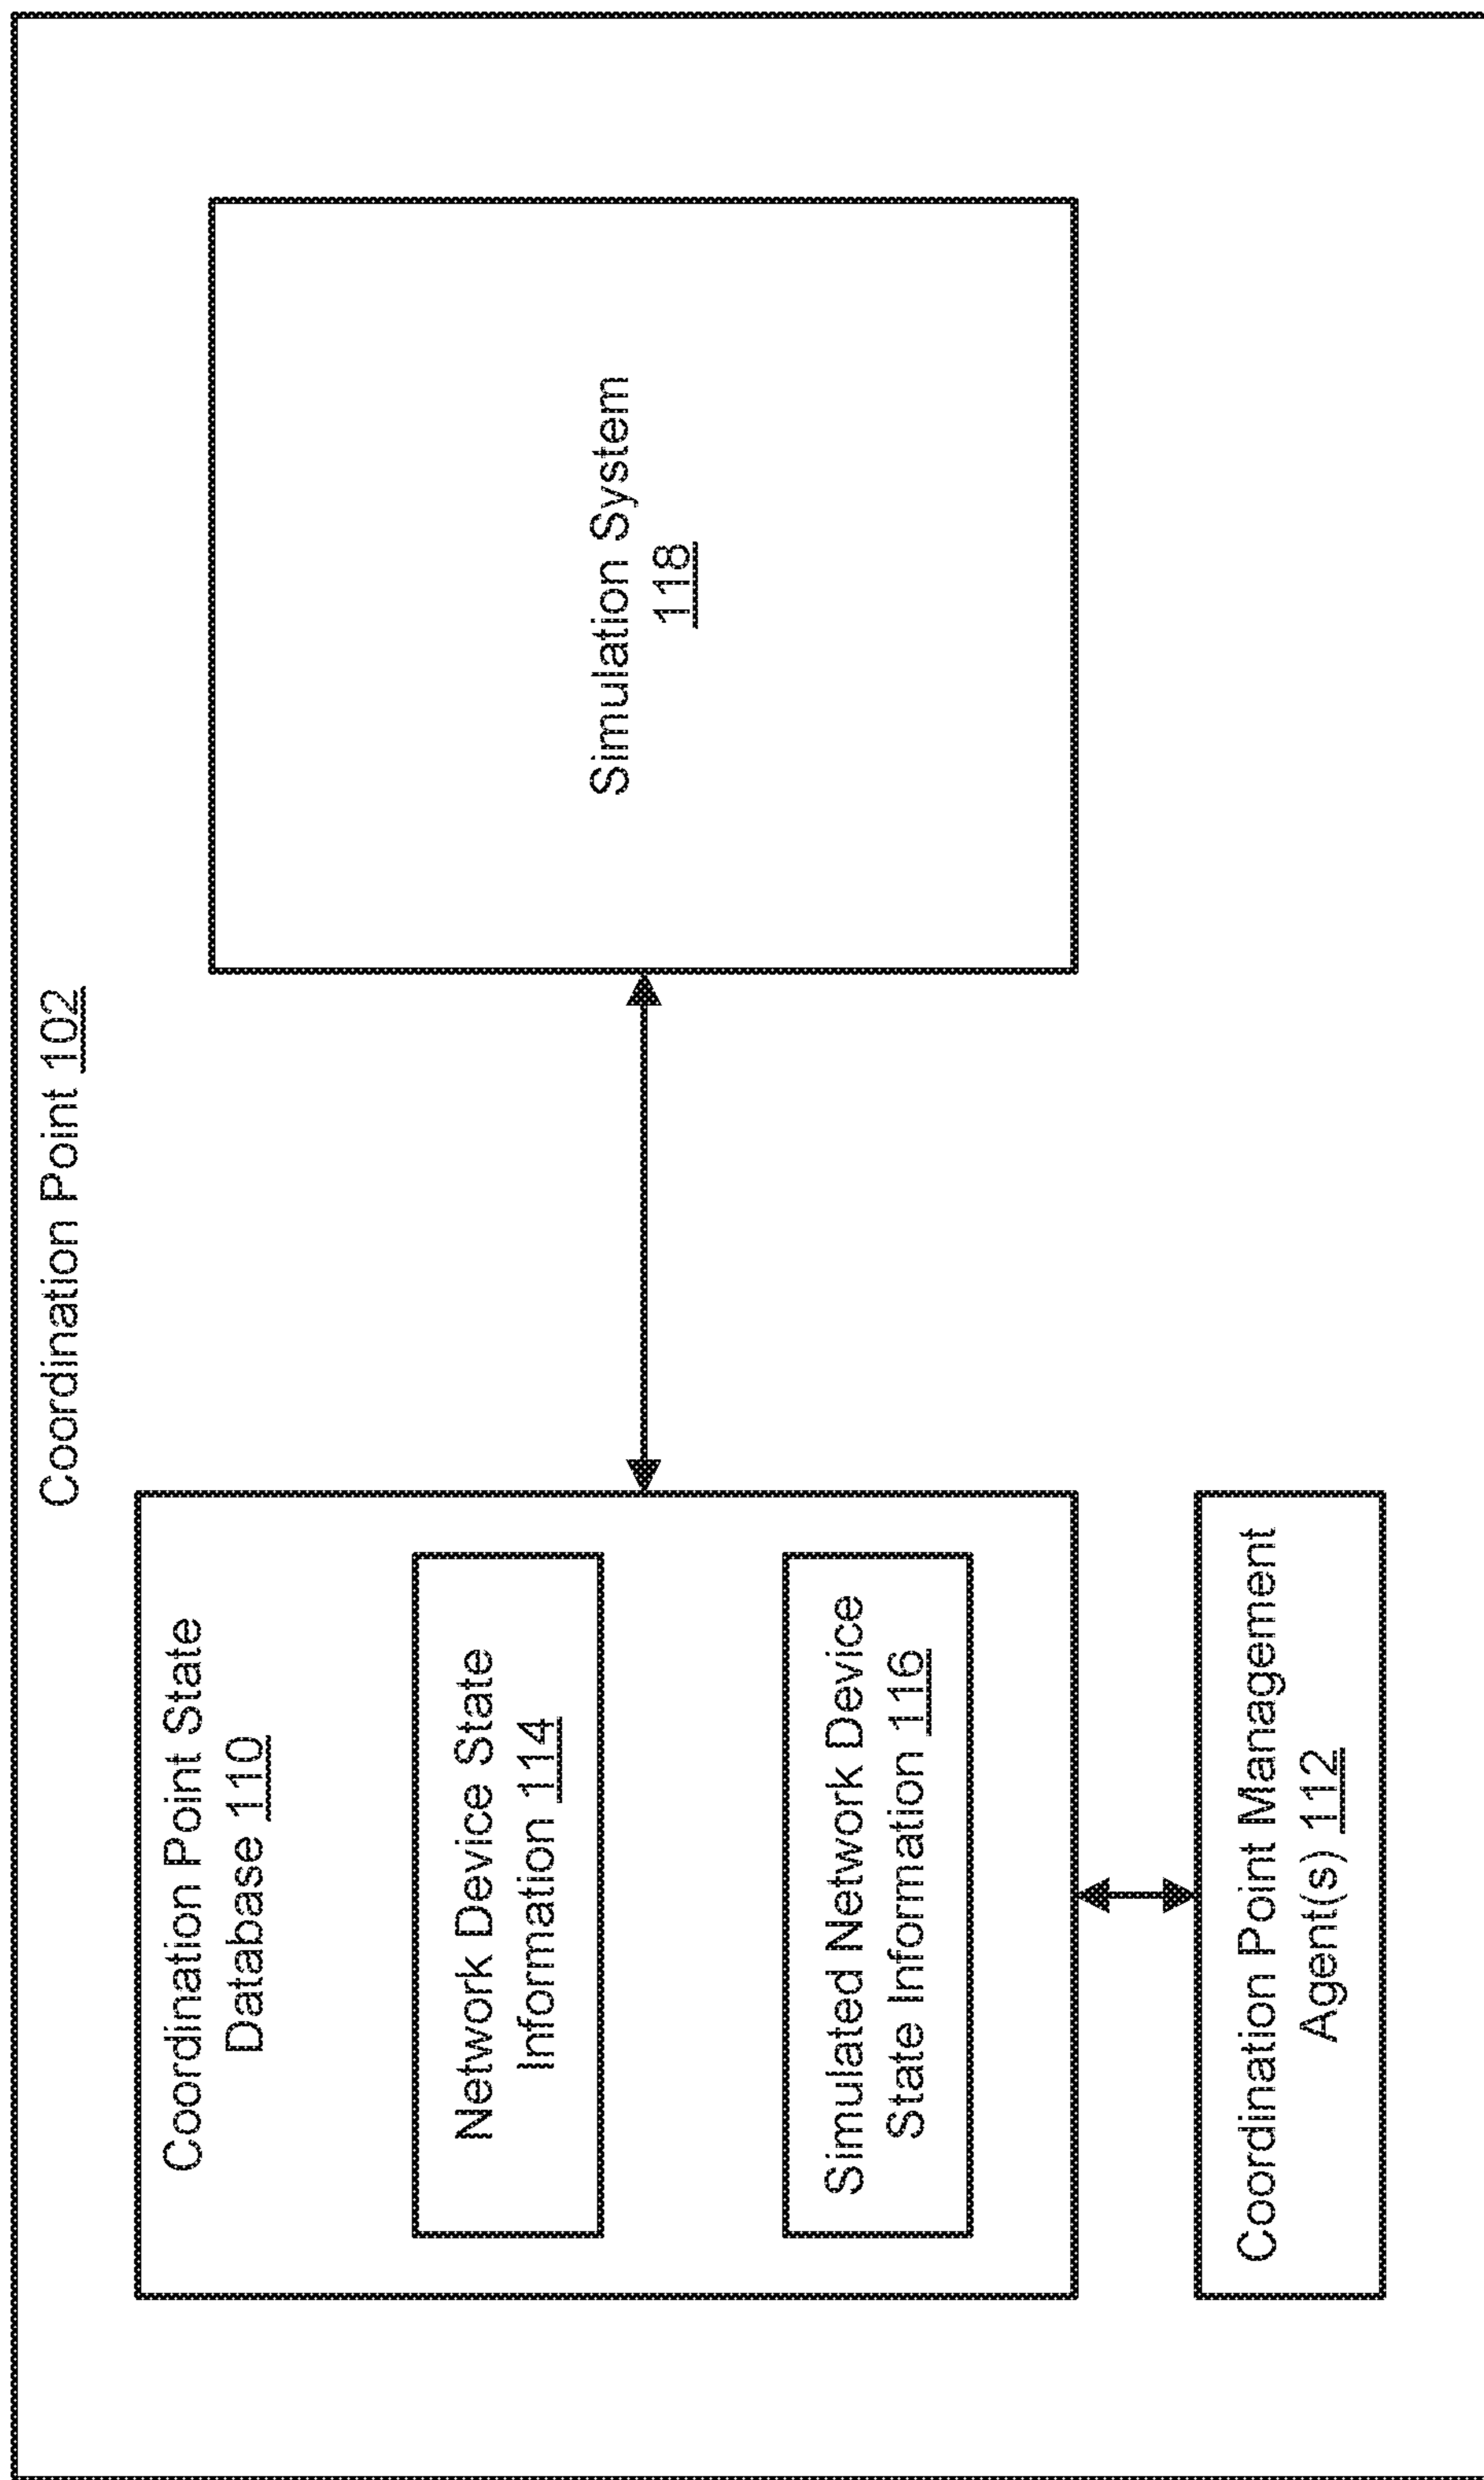 Coordination Point 102
Coordination Point State
Database 110
Network Device State
Information 114
Simulated Network Device
State Information 116
Coordination Point Management
Agent(s) 112
Simulation System
118